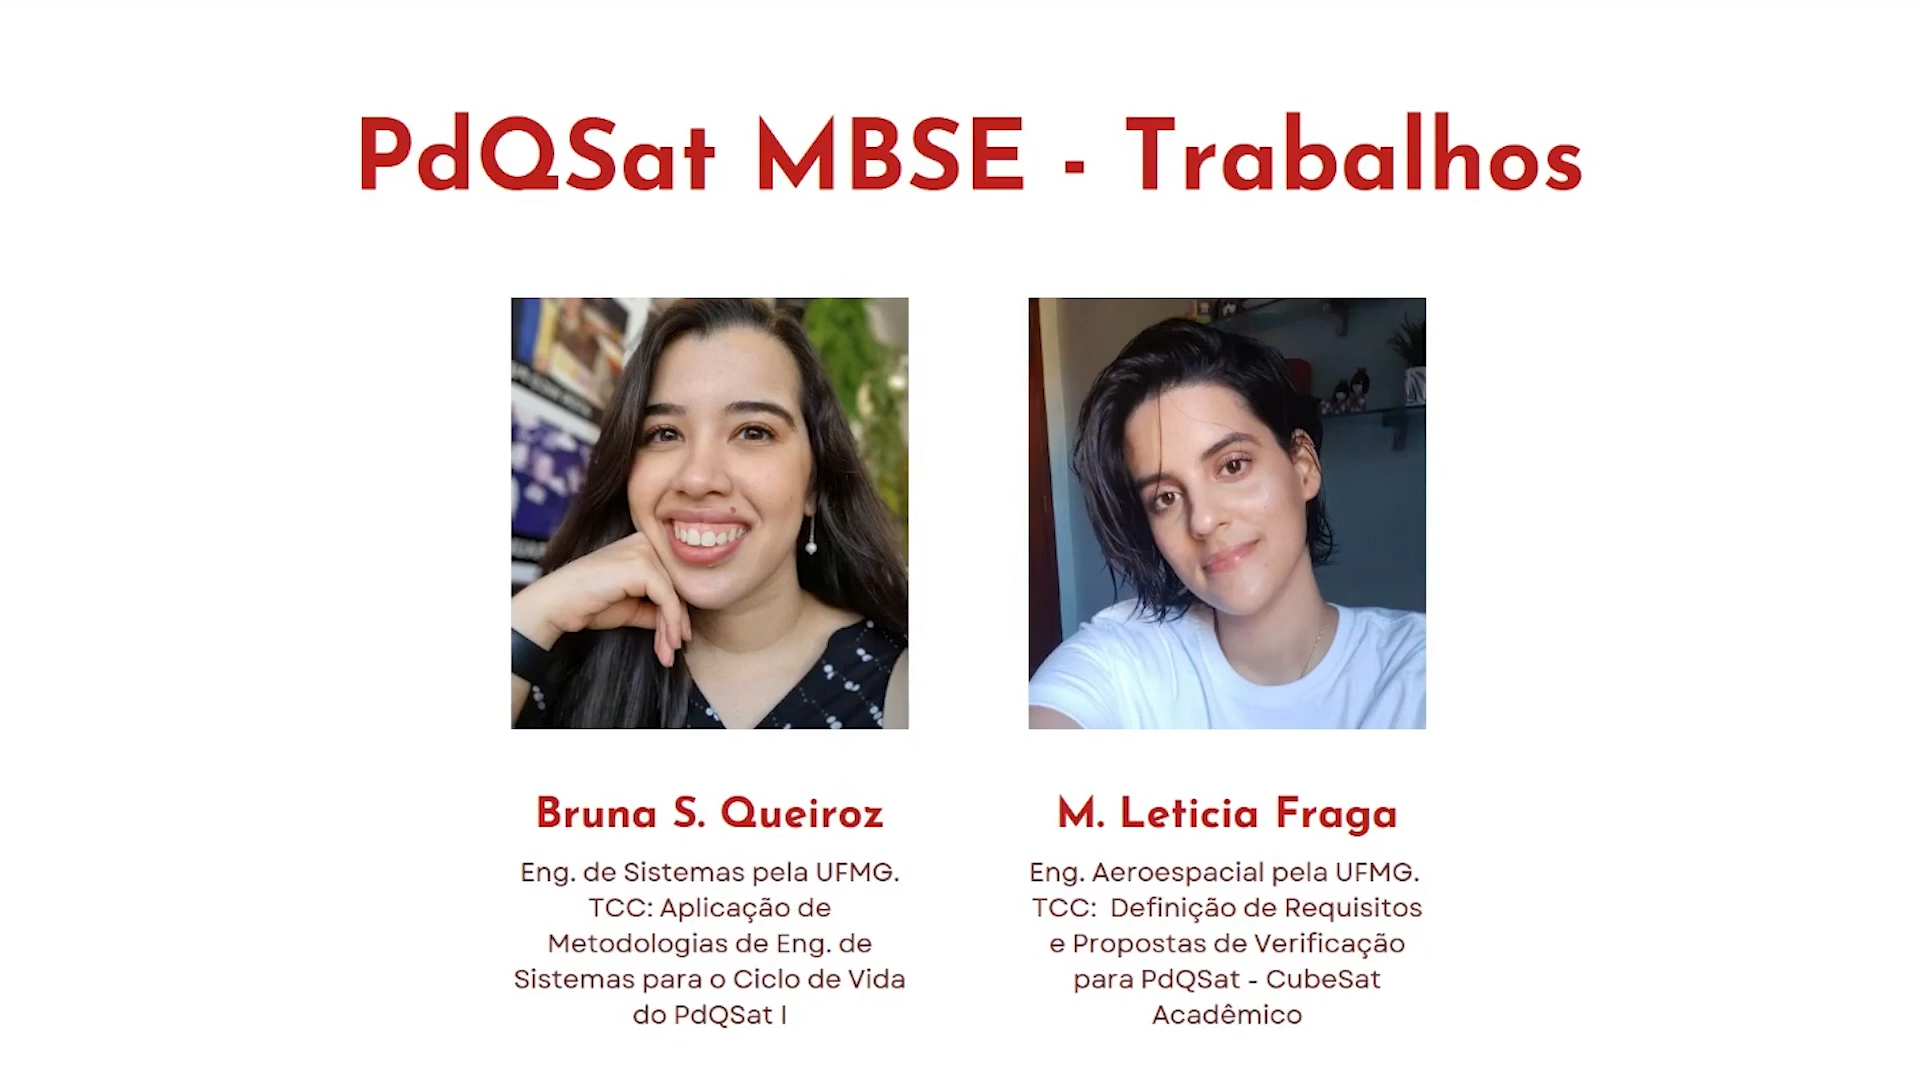 PdQSat MBSE - Trabalhos
Bruna S. Queiroz
Eng. de Sistemas pela UFMG.
TCC: Aplicação de
Metodologias de Eng. de
Sistemas para o Ciclo de Vida
do PdQSat I
M. Leticia Fraga
Eng. Aeroespacial pela UFMG.
TCC: Definição de Requisitos
e Propostas de Verificação
para PdQSat - CubeSat
Acadêmico